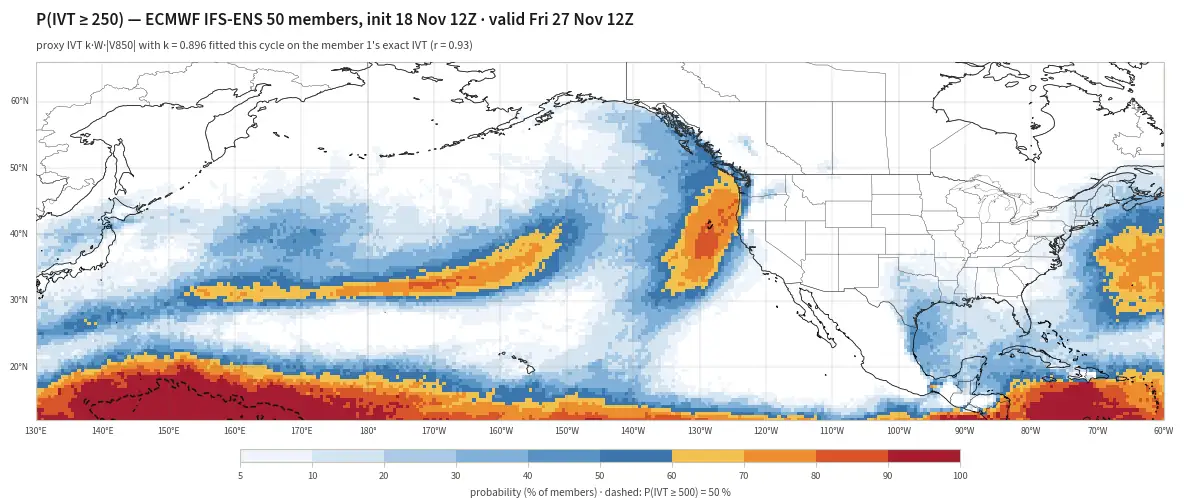 P(IVT ≥ 250) — ECMWF IFS-ENS 50 members, init 18 Nov 12Z · valid Fri 27 Nov 12Z
proxy IVT k·W·|V850| with k = 0.896 fitted this cycle on the member 1's exact IVT (r = 0.93)
60°N
50°N
40°N
30°N
20°N
130°E 140°E 150°E 160°E 170°E 180° 170°W 160°W 150°W 140°W 130°W 120°W 110°W 100°W 90°W 80°W 70°W 60°W
5 10 20 30 40 50 60 70 80 90 100
probability (% of members) · dashed: P(IVT ≥ 500) = 50 %